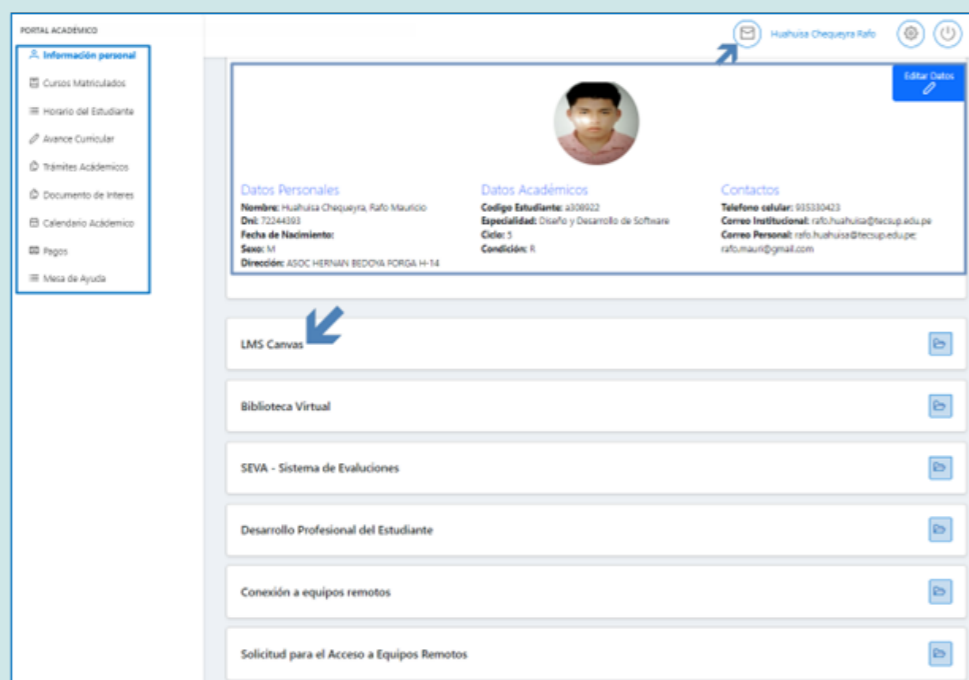 PORTAL ACADÉMICO
Información personal
Cursos Matriculados
Horario del Estudiante
Avance Curricular
Trámites Académicos
Documento de Interes
Calendario Académico
Pagos
Mesa de Ayuda
Huahuisa Chequeyra Rafo
Editar Datos
Datos Personales
Nombre: Huahuisa Chequeyra, Rafo Mauricio
Dni: 72244393
Fecha de Nacimiento:
Sexo: M
Dirección: ASOC HERNAN BEDOYA FORGA H-14
Datos Académicos
Codigo Estudiante: a308922
Especialidad: Diseño y Desarrollo de Software
Ciclo: 5
Condición: R
Contactos
Telefono celular: 935330423
Correo Institucional: rafo.huahuisa@tecsup.edu.pe
Correo Personal: rafo.huahuisa@tecsup.edu.pe;
rafo.mauri@gmail.com
LMS Canvas
Biblioteca Virtual
SEVA - Sistema de Evaluciones
Desarrollo Profesional del Estudiante
Conexión a equipos remotos
Solicitud para el Acceso a Equipos Remotos